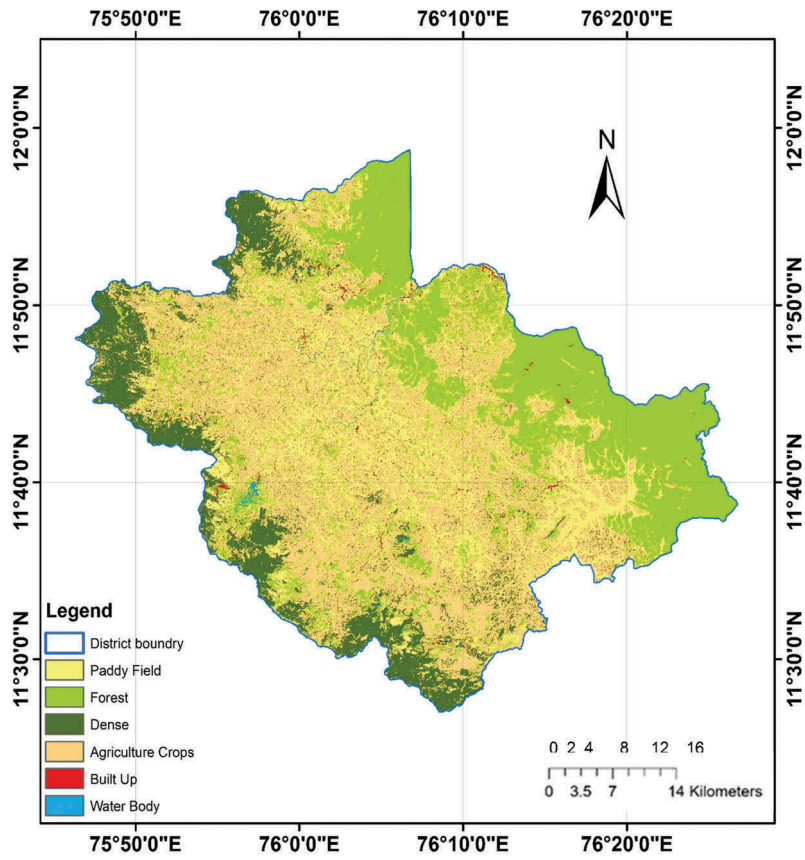 75°50'0"E 76°0'0"E 76°10'0"E 76°20'0"E
12°0'0"N 12°0'0"N
N
11°50'0"N 11°50'0"N
11°40'0"N 11°40'0"N
11°30'0"N 11°30'0"N
Legend
District boundry
Paddy Field
Forest
Dense
Agriculture Crops
Built Up
Water Body
0 2 4 8 12 16
0 3.5 7 14 Kilometers
75°50'0"E 76°0'0"E 76°10'0"E 76°20'0"E